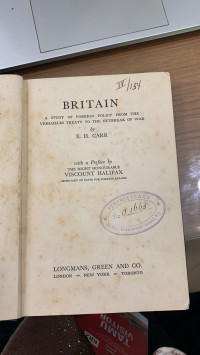 BRITAIN
A STUDY OF FOREIGN POLICY FROM THE
VERSAILLES TREATY TO THE OUTBREAK OF WAR
by
E. H. CARR
with a Preface by
THE RIGHT HONOURABLE
VISCOUNT HALIFAX
SECRETARY OF STATE FOR FOREIGN AFFAIRS
LONGMANS, GREEN AND CO.
LONDON NEW YORK TORONTO
VISITOR